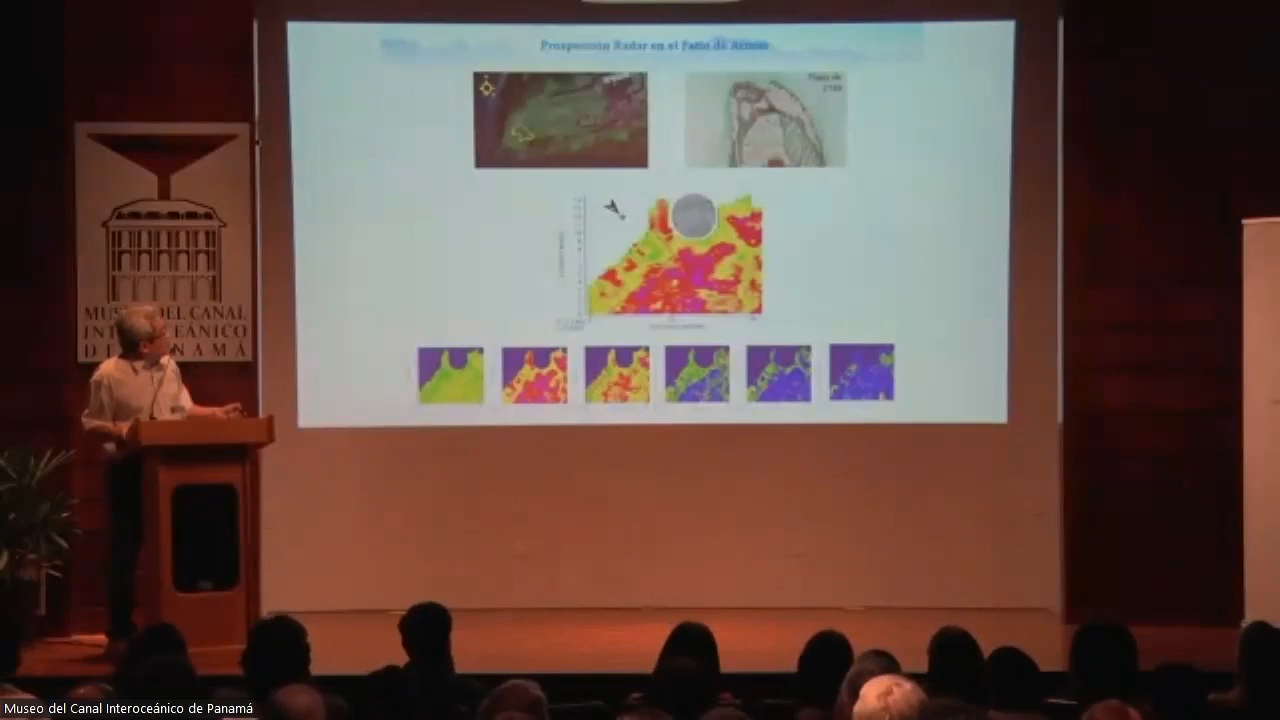 Prospección Radar en el Patio de Armas
Plano de
MUSEO DEL CANAL
INTEROCEÁNICO
DE PANAMÁ
Museo del Canal Interoceánico de Panamá